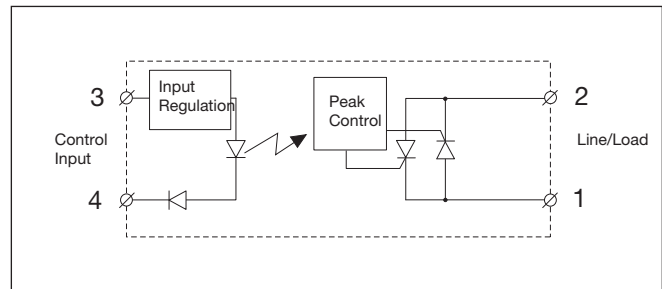 Input
Regulation
3
Control
Input
4
Peak
Control
2
Line/Load
1